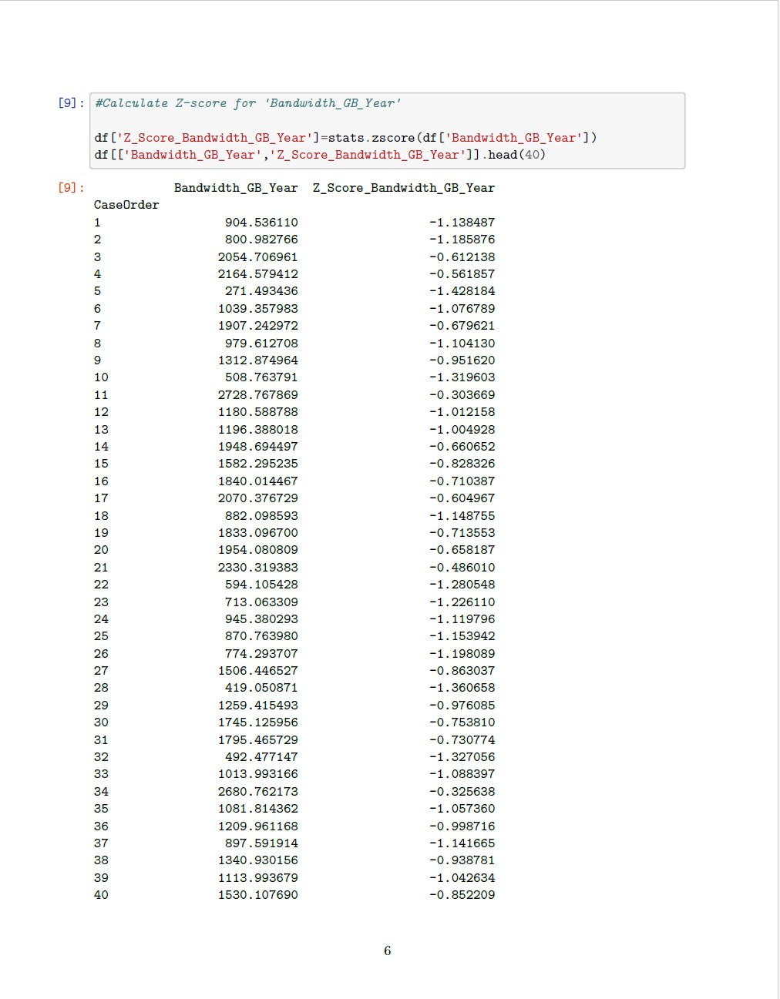 [9]: #Calculate Z-score for 'Bandwidth_GB_Year'
df['Z_Score_Bandwidth_GB_Year']=stats.zscore(df['Bandwidth_GB_Year'])
df[['Bandwidth_GB_Year','Z_Score_Bandwidth_GB_Year']].head(40)
[9]: Bandwidth_GB_Year Z_Score_Bandwidth_GB_Year
CaseOrder
1 904.536110 -1.138487
2 800.982766 -1.185876
3 2054.706961 -0.612138
4 2164.579412 -0.561857
5 271.493436 -1.428184
6 1039.357983 -1.076789
7 1907.242972 -0.679621
8 979.612708 -1.104130
9 1312.874964 -0.951620
10 508.763791 -1.319603
11 2728.767869 -0.303669
12 1180.588788 -1.012158
13 1196.388018 -1.004928
14 1948.694497 -0.660652
15 1582.295235 -0.828326
16 1840.014467 -0.710387
17 2070.376729 -0.604967
18 882.098593 -1.148755
19 1833.096700 -0.713553
20 1954.080809 -0.658187
21 2330.319383 -0.486010
22 594.105428 -1.280548
23 713.063309 -1.226110
24 945.380293 -1.119796
25 870.763980 -1.153942
26 774.293707 -1.198089
27 1506.446527 -0.863037
28 419.050871 -1.360658
29 1259.415493 -0.976085
30 1745.125956 -0.753810
31 1795.465729 -0.730774
32 492.477147 -1.327056
33 1013.993166 -1.088397
34 2680.762173 -0.325638
35 1081.814362 -1.057360
36 1209.961168 -0.998716
37 897.591914 -1.141665
38 1340.930156 -0.938781
39 1113.993679 -1.042634
40 1530.107690 -0.852209
6